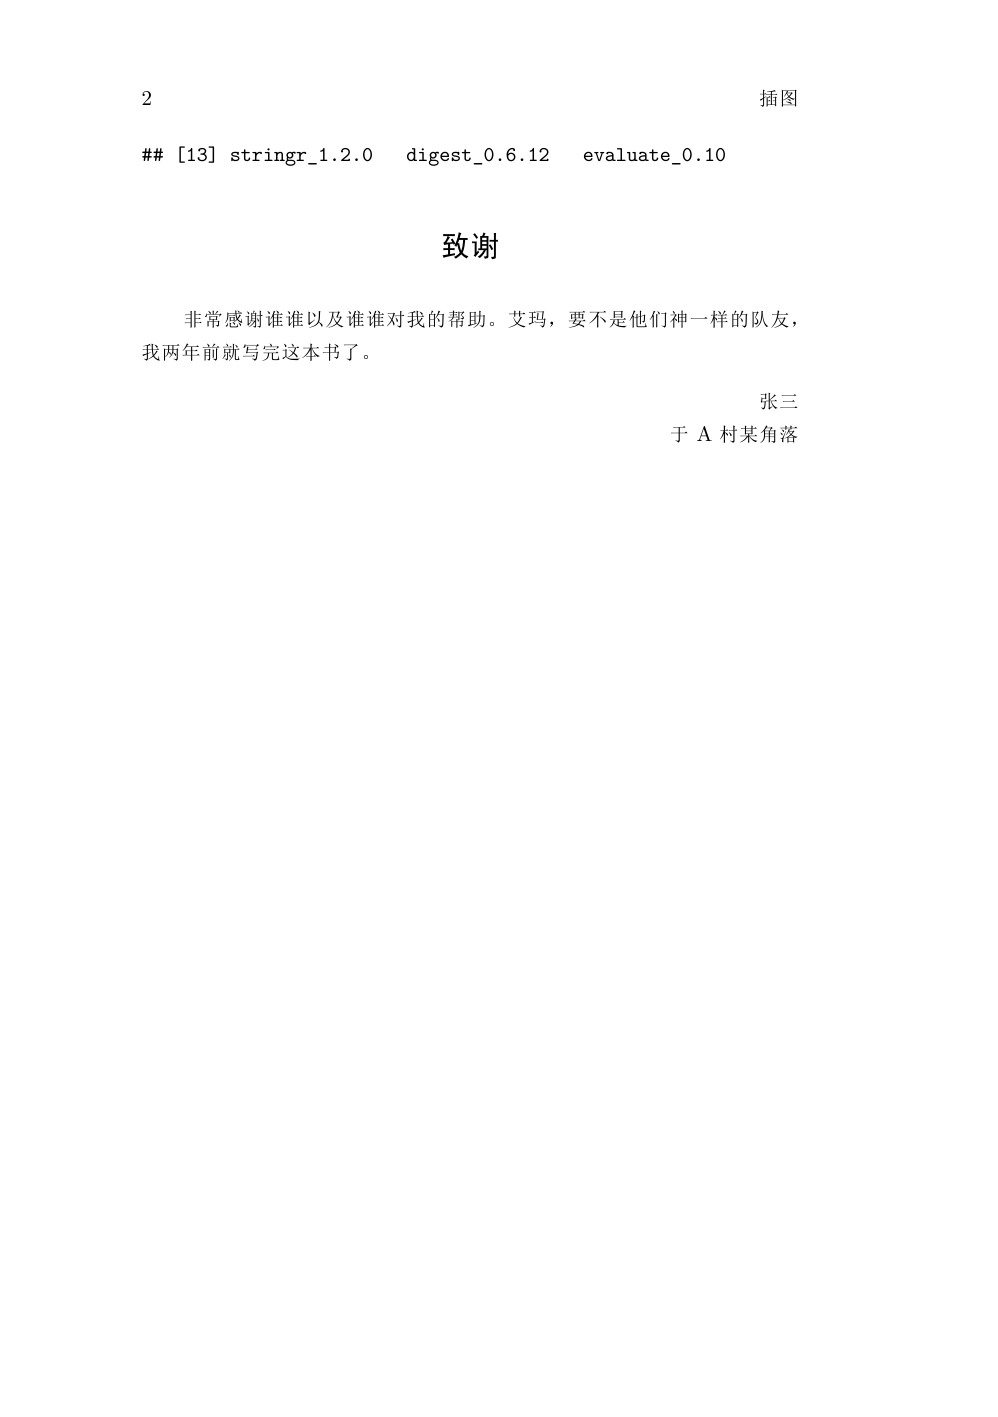 2 插图
## [13] stringr_1.2.0   digest_0.6.12   evaluate_0.10
致谢
非常感谢谁谁以及谁谁对我的帮助。艾玛，要不是他们神一样的队友，
我两年前就写完这本书了。
张三
于 A 村某角落